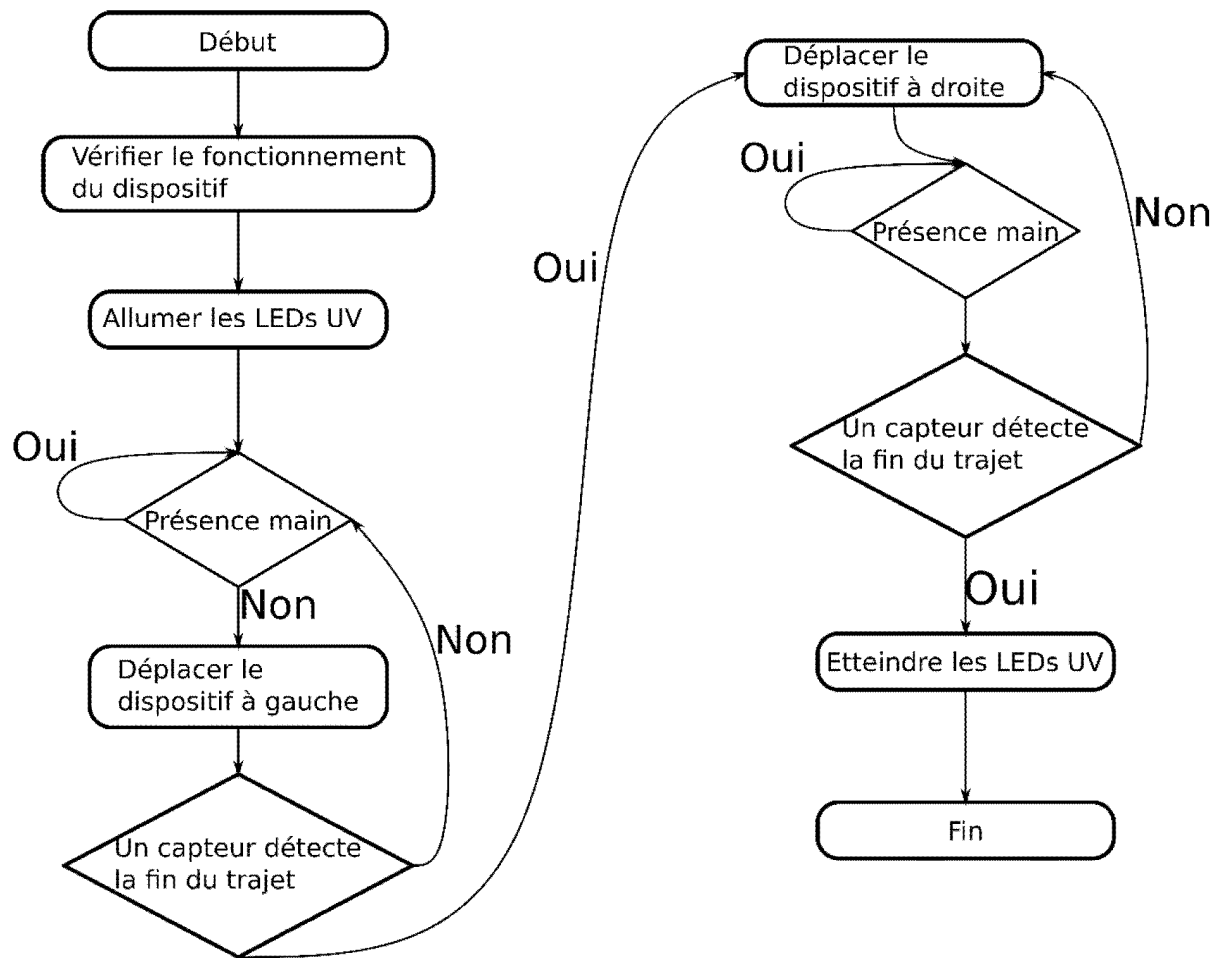 Début
Vérifier le fonctionnement
du dispositif
Allumer les LEDs UV
Oui
Présence main
Non
Non
Déplacer le
dispositif à gauche
Un capteur détecte
la fin du trajet
Oui
Déplacer le
dispositif à droite
Oui
Présence main
Non
Un capteur détecte
la fin du trajet
Oui
Etteindre les LEDs UV
Fin